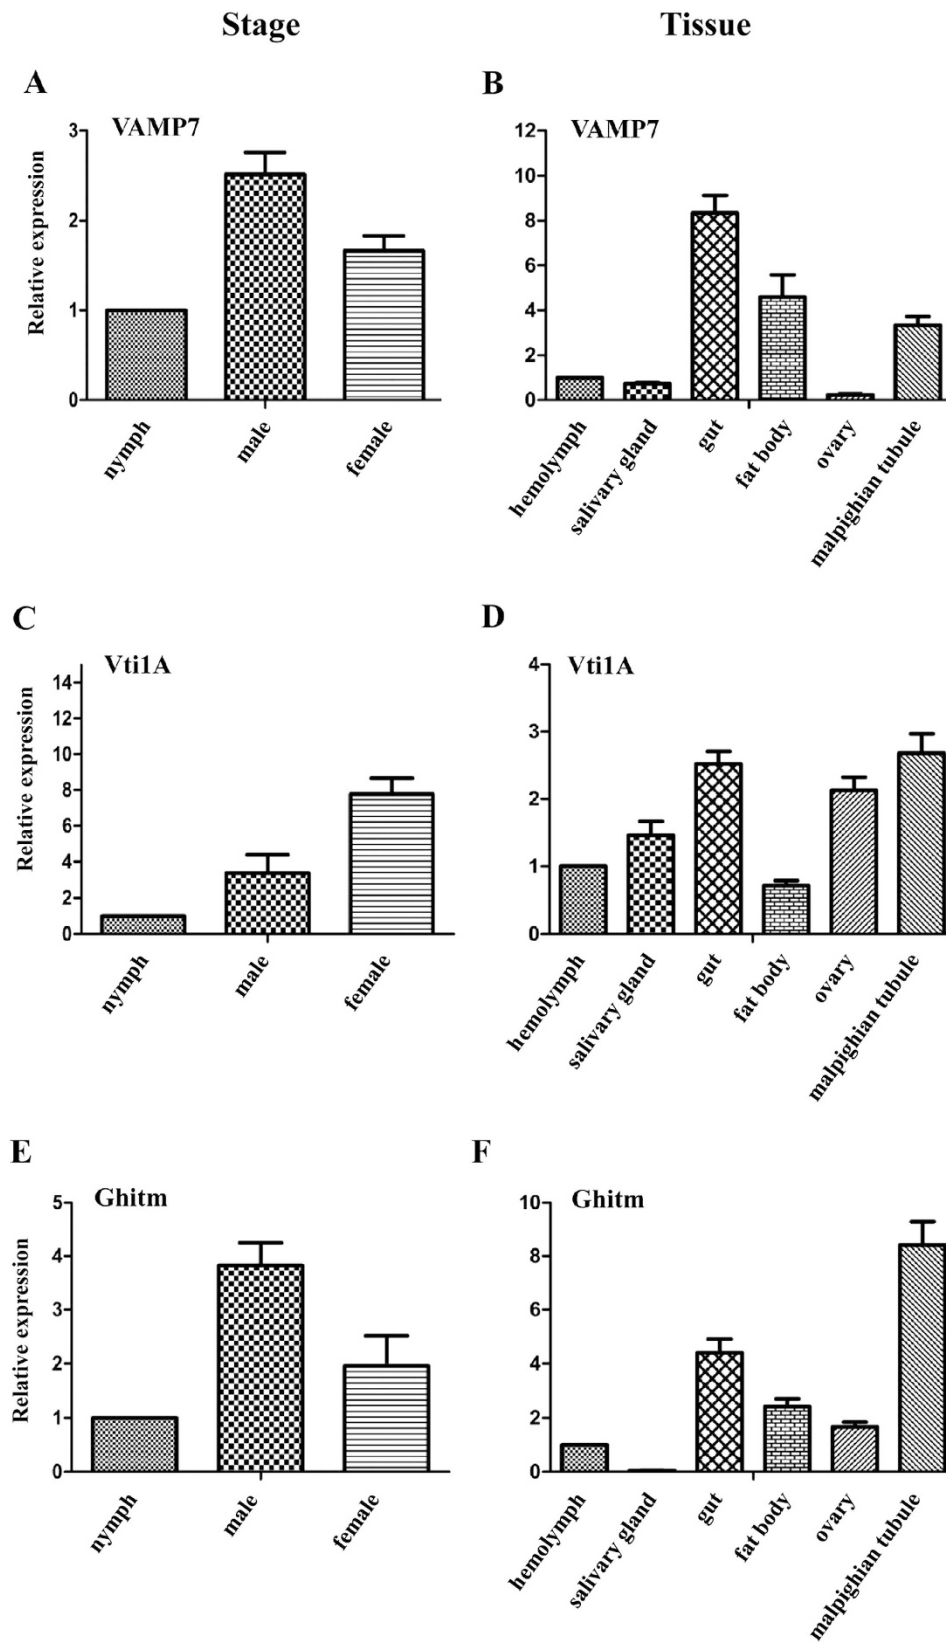 Stage
Tissue
A
VAMP7
Relative expression
3
2
1
0
nymph
male
female
B
VAMP7
12
10
8
6
4
2
0
hemolymph
salivary gland
gut
fat body
ovary
malpighian tubule
C
Vti1A
Relative expression
14
12
10
8
6
4
2
0
nymph
male
female
D
Vti1A
4
3
2
1
0
hemolymph
salivary gland
gut
fat body
ovary
malpighian tubule
E
Ghitm
Relative expression
5
4
3
2
1
0
nymph
male
female
F
Ghitm
10
8
6
4
2
0
hemolymph
salivary gland
gut
fat body
ovary
malpighian tubule